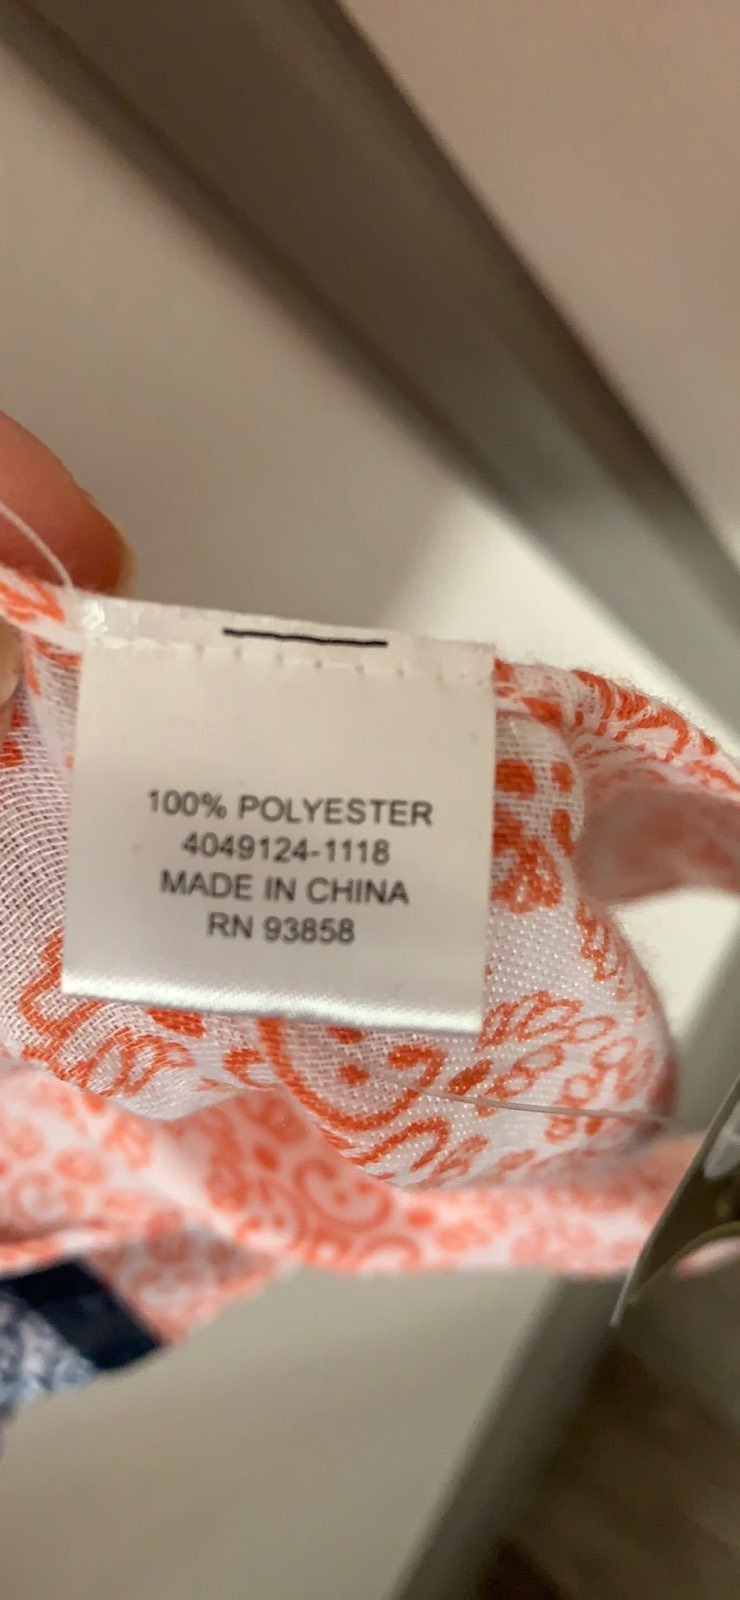 100% POLYESTER
4049124-1118
MADE IN CHINA
RN 93858